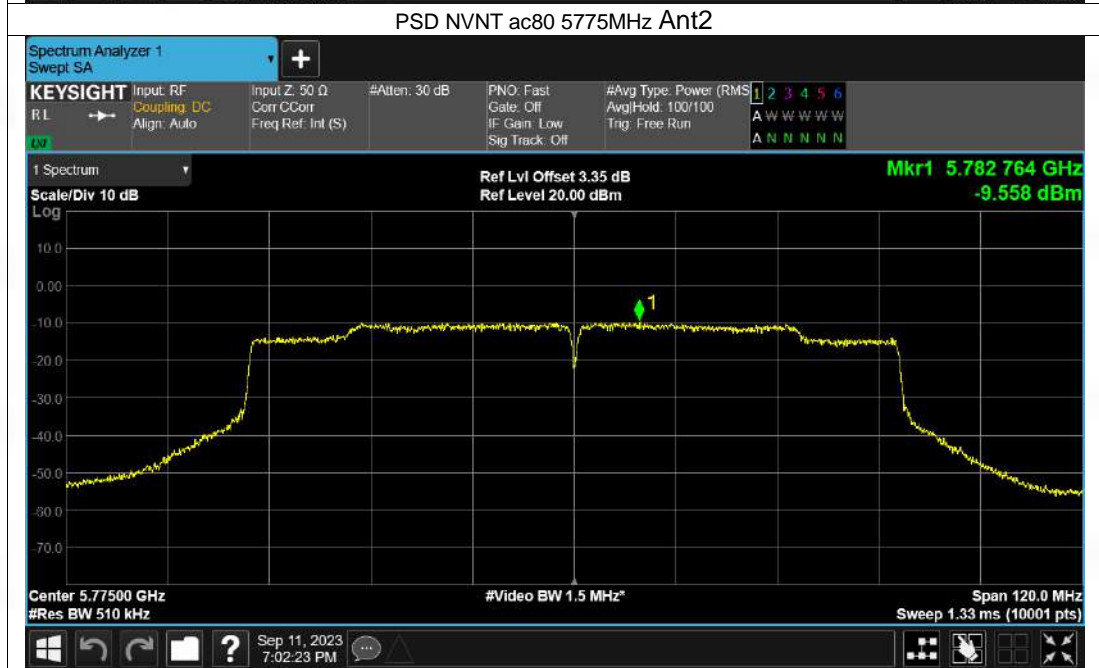 PSD NVNT ac80 5775MHz Ant2
Spectrum Analyzer 1
Swept SA
KEYSIGHT
RL
Input: RF
Coupling: DC
Align: Auto
Input Z: 50 Ω
Corr CCorr
Freq Ref: Int (S)
#Atten: 30 dB
PNO: Fast
Gate: Off
IF Gain: Low
Sig Track: Off
#Avg Type: Power (RMS
Avg|Hold: 100/100
Trig: Free Run
1 2 3 4 5 6
A W W W W W
A N N N N N
1 Spectrum
Scale/Div 10 dB
Ref Lvl Offset 3.35 dB
Ref Level 20.00 dBm
Mkr1 5.782 764 GHz
-9.558 dBm
Log
10.0
0.00
-10.0
-20.0
-30.0
-40.0
-50.0
-60.0
-70.0
1
Center 5.77500 GHz
#Res BW 510 kHz
#Video BW 1.5 MHz*
Span 120.0 MHz
Sweep 1.33 ms (10001 pts)
?
Sep 11, 2023
7:02:23 PM